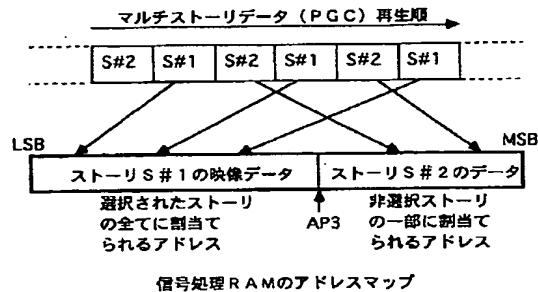 マルチストーリデータ（PGC）再生順
S#2 S#1 S#2 S#1 S#2 S#1
LSB MSB
ストーリS#1の映像データ ストーリS#2のデータ
選択されたストーリ
の全てに割当て
られるアドレス
AP3
非選択ストーリ
の一部に割当て
られるアドレス
信号処理RAMのアドレスマップ